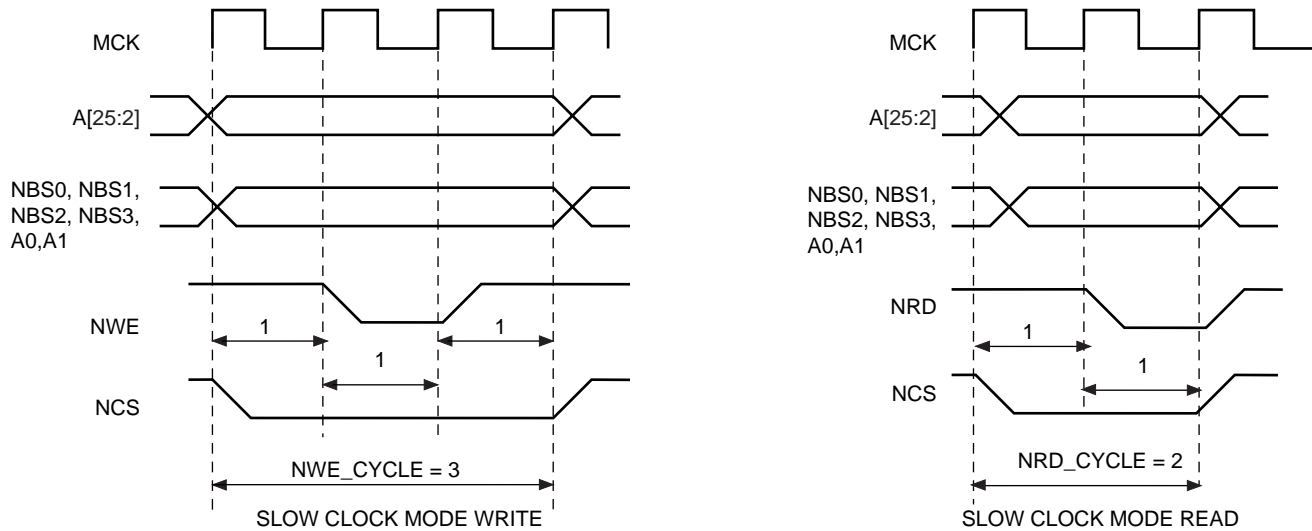 MCK
A[25:2]
NBS0, NBS1,
NBS2, NBS3,
A0,A1
NWE
1
1
1
NCS
NWE_CYCLE = 3
SLOW CLOCK MODE WRITE
MCK
A[25:2]
NBS0, NBS1,
NBS2, NBS3,
A0,A1
NRD
1
1
NCS
NRD_CYCLE = 2
SLOW CLOCK MODE READ